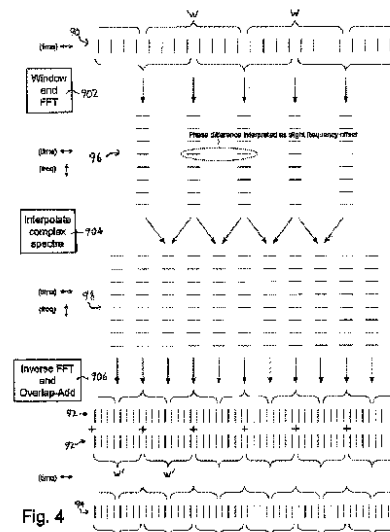 W W
90 (time) ↔
Window and FFT 902
Phase difference interpreted as slight frequency offset
(time) ↔ 96
(freq) ↕
Interpolate complex spectra 904
(time) ↔
(freq) ↕ 98
Inverse FFT and Overlap-Add 906
92
+ + + + +
92
W' W'
(time) ↔
Fig. 4